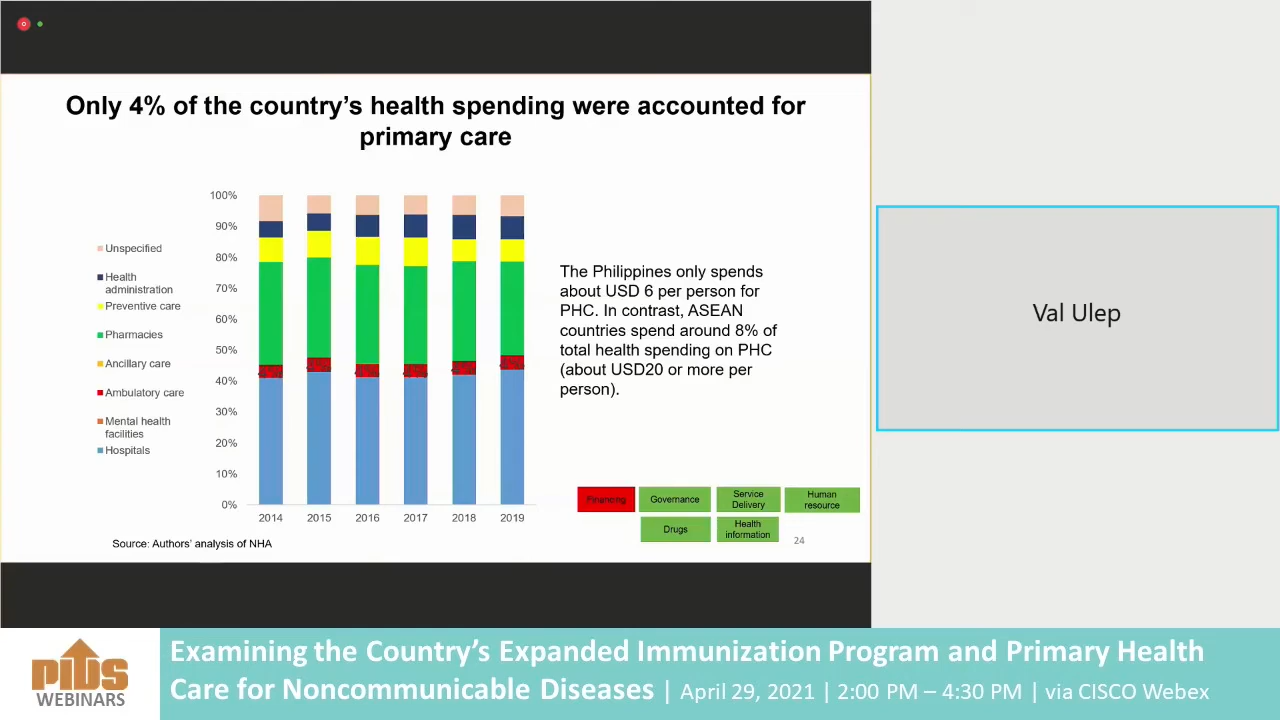 Only 4% of the country's health spending were accounted for
primary care
100%
90%
80%
70%
60%
50%
40%
30%
20%
10%
0%
Unspecified
Health
administration
Preventive care
Pharmacies
Ancillary care
Ambulatory care
Mental health
facilities
Hospitals
2014
2015
2016
2017
2018
2019
Source: Authors' analysis of NHA
The Philippines only spends
about USD 6 per person for
PHC. In contrast, ASEAN
countries spend around 8% of
total health spending on PHC
(about USD20 or more per
person).
Financing
Governance
Service
Delivery
Human
resource
Drugs
Health
information
24
Val Ulep
PIDS
WEBINARS
Examining the Country's Expanded Immunization Program and Primary Health
Care for Noncommunicable Diseases | April 29, 2021 | 2:00 PM – 4:30 PM | via CISCO Webex